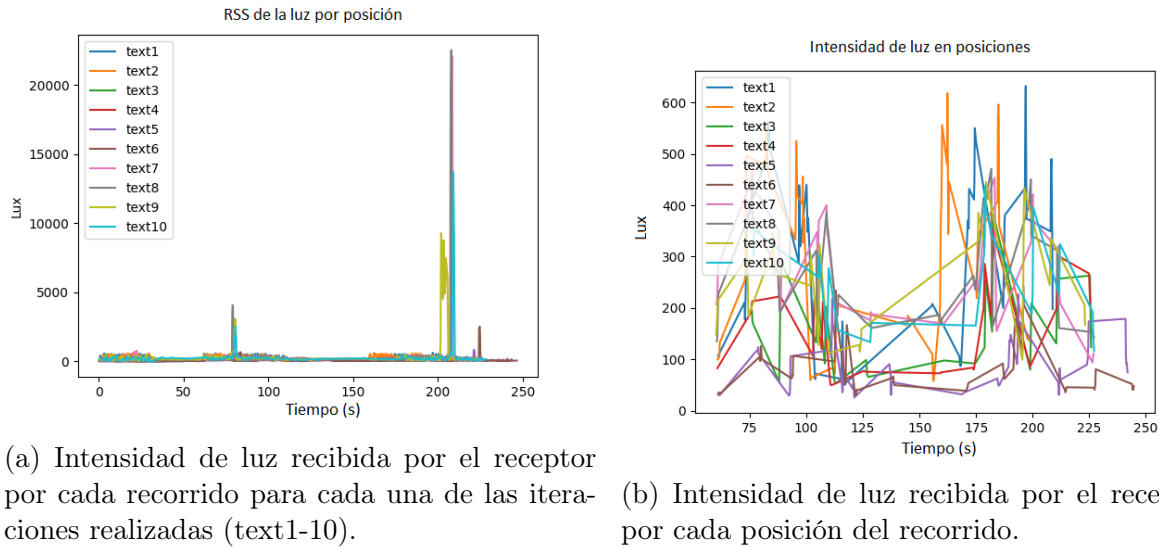 RSS de la luz por posición
Lux
20000
15000
10000
5000
0
text1
text2
text3
text4
text5
text6
text7
text8
text9
text10
0 50 100 150 200 250
Tiempo (s)
(a) Intensidad de luz recibida por el receptor
por cada recorrido para cada una de las itera-
ciones realizadas (text1-10).
Intensidad de luz en posiciones
Lux
600
500
400
300
200
100
0
text1
text2
text3
text4
text5
text6
text7
text8
text9
text10
75 100 125 150 175 200 225 250
Tiempo (s)
(b) Intensidad de luz recibida por el rece
por cada posición del recorrido.